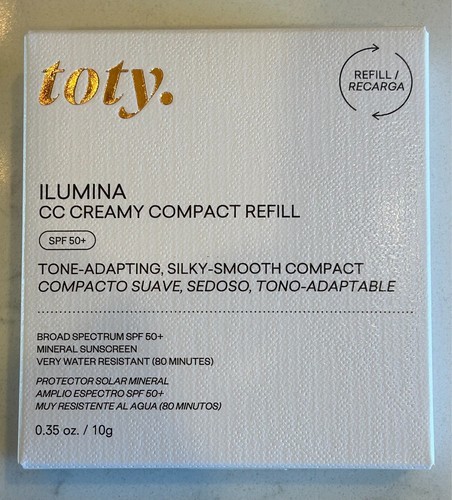 toty.
REFILL /
RECARGA
ILUMINA
CC CREAMY COMPACT REFILL
SPF 50+
TONE-ADAPTING, SILKY-SMOOTH COMPACT
COMPACTO SUAVE, SEDOSO, TONO-ADAPTABLE
BROAD SPECTRUM SPF 50+
MINERAL SUNSCREEN
VERY WATER RESISTANT (80 MINUTES)
PROTECTOR SOLAR MINERAL
AMPLIO ESPECTRO SPF 50+
MUY RESISTENTE AL AGUA (80 MINUTOS)
0.35 oz. / 10g